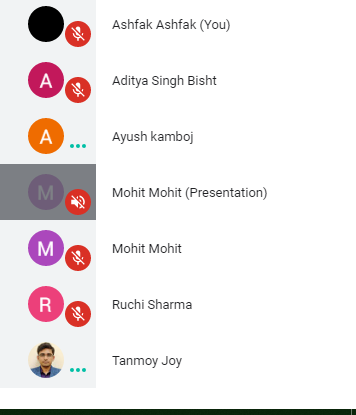 Ashfak Ashfak (You)
A Aditya Singh Bisht
A Ayush kamboj
M Mohit Mohit (Presentation)
M Mohit Mohit
R Ruchi Sharma
Tanmoy Joy